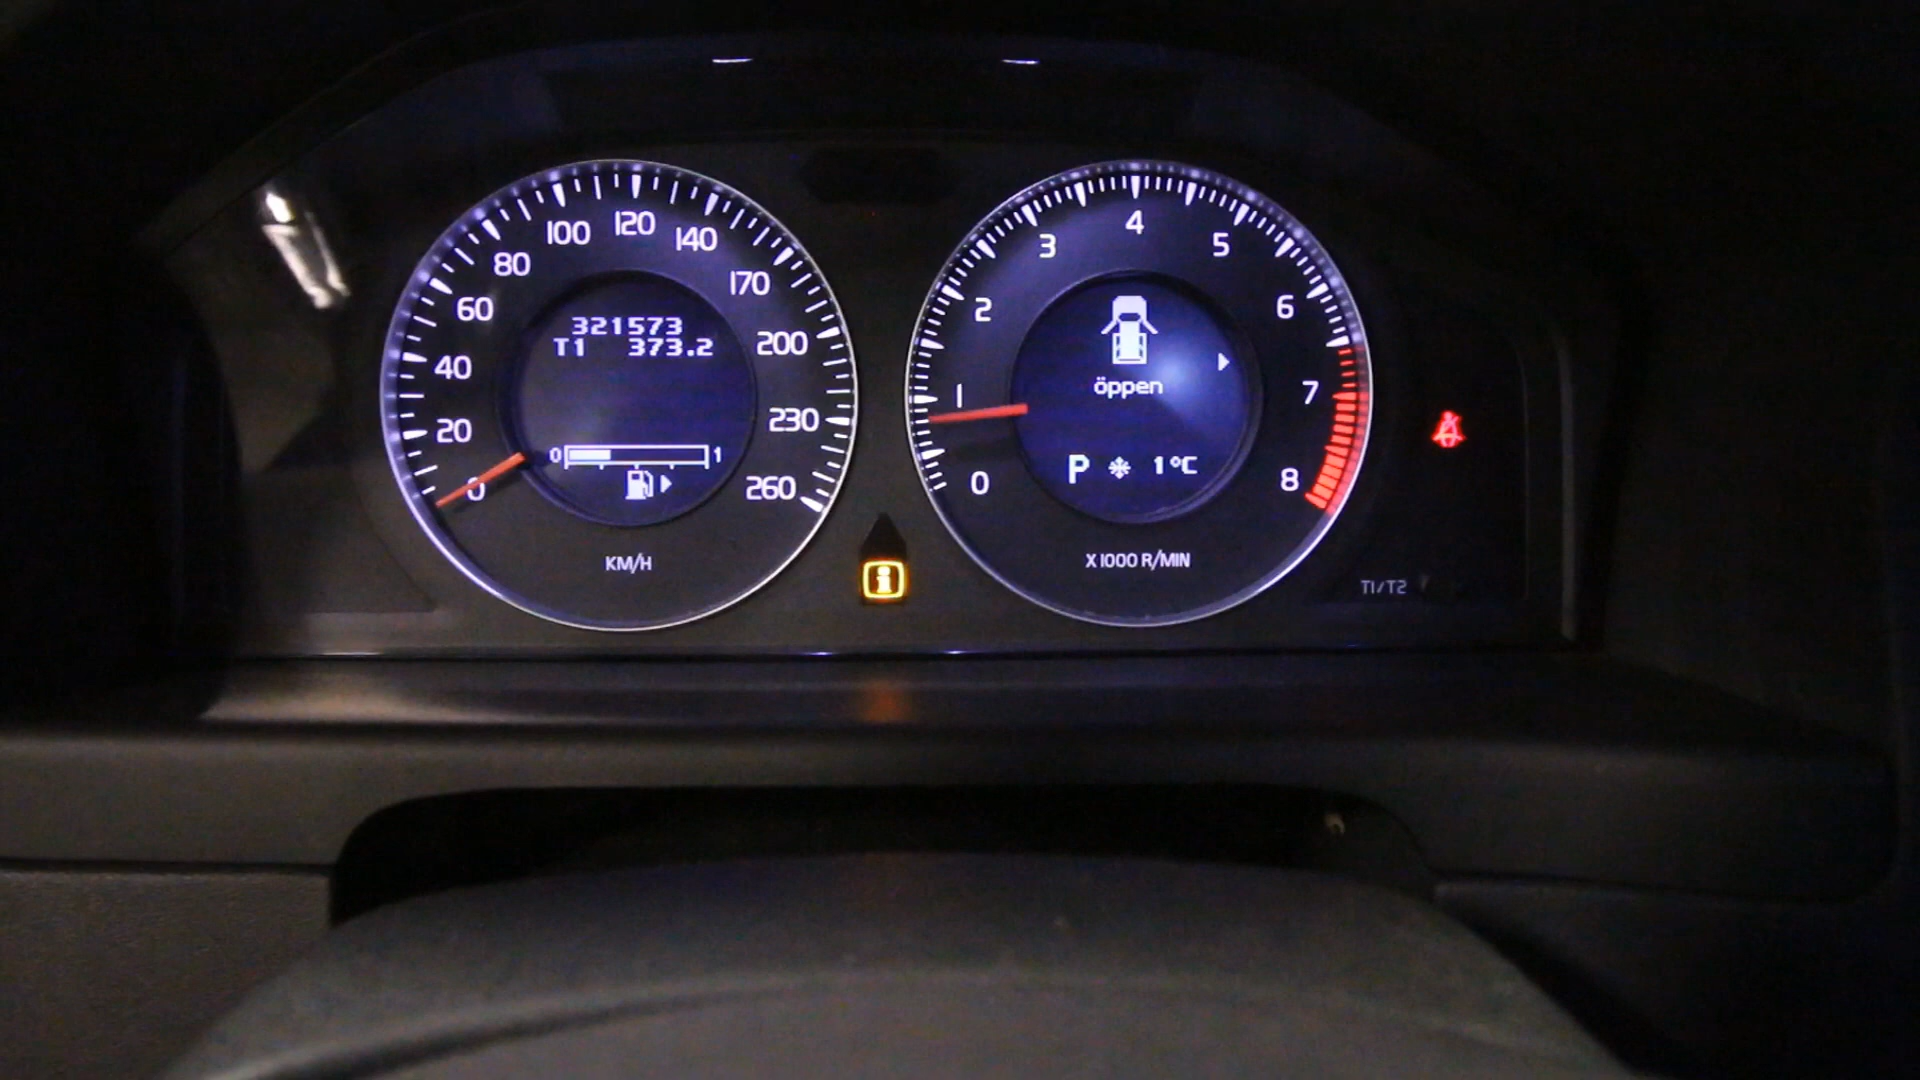 0 20 40 60 80 100 120 140 170 200 230 260
321573
T1 373.2
0 1
KM/H
0 1 2 3 4 5 6 7 8
öppen
P 1°C
X 1000 R/MIN
T1/T2